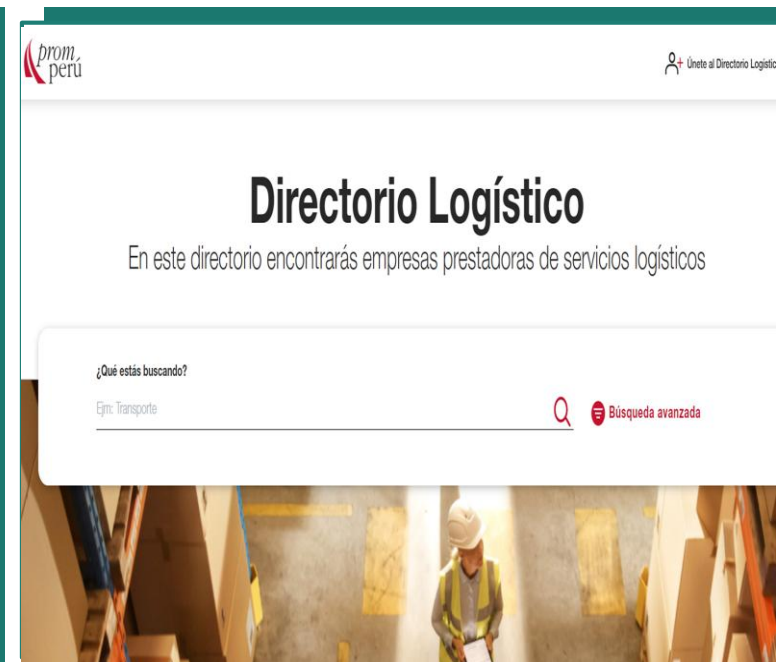 prom
perú
Únete al Directorio Logístic
Directorio Logístico
En este directorio encontrarás empresas prestadoras de servicios logísticos
¿Qué estás buscando?
Ejm: Transporte
Búsqueda avanzada